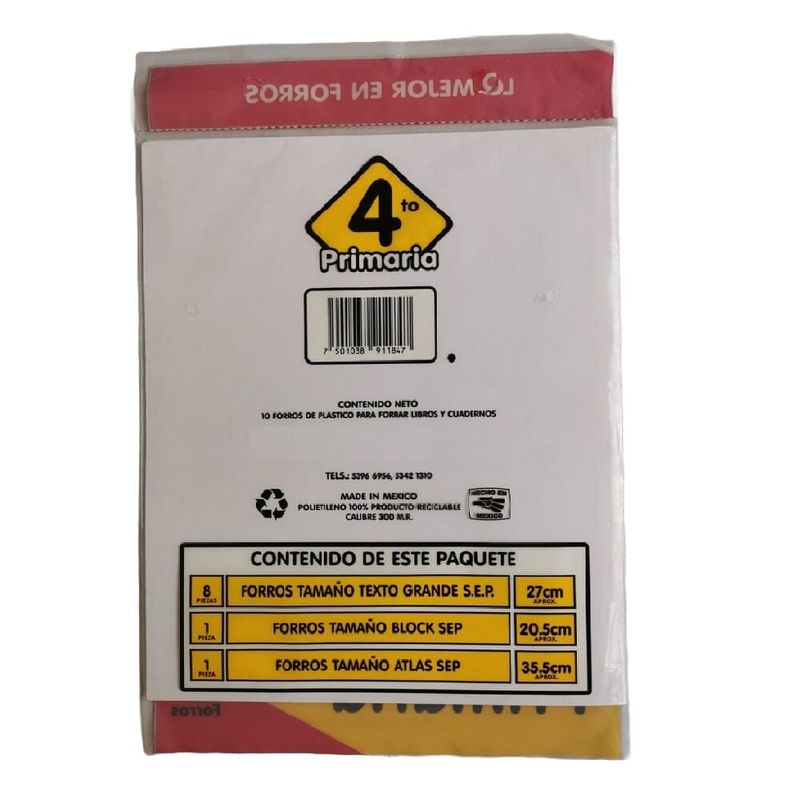 LO MEJOR EN FORROS
4to
Primaria
7 501038 911847
CONTENIDO NETO
10 FORROS DE PLASTICO PARA FORRAR LIBROS Y CUADERNOS
TELS.: 5396 6956, 5342 1310
MADE IN MEXICO
POLIETILENO 100% PRODUCTO RECICLABLE
CALIBRE 300 M.R.
HECHO EN
MEXICO
CONTENIDO DE ESTE PAQUETE
8 PIEZAS FORROS TAMAÑO TEXTO GRANDE S.E.P. 27cm APROX.
1 PIEZA FORROS TAMAÑO BLOCK SEP 20.5cm APROX.
1 PIEZA FORROS TAMAÑO ATLAS SEP 35.5cm APROX.
Forros